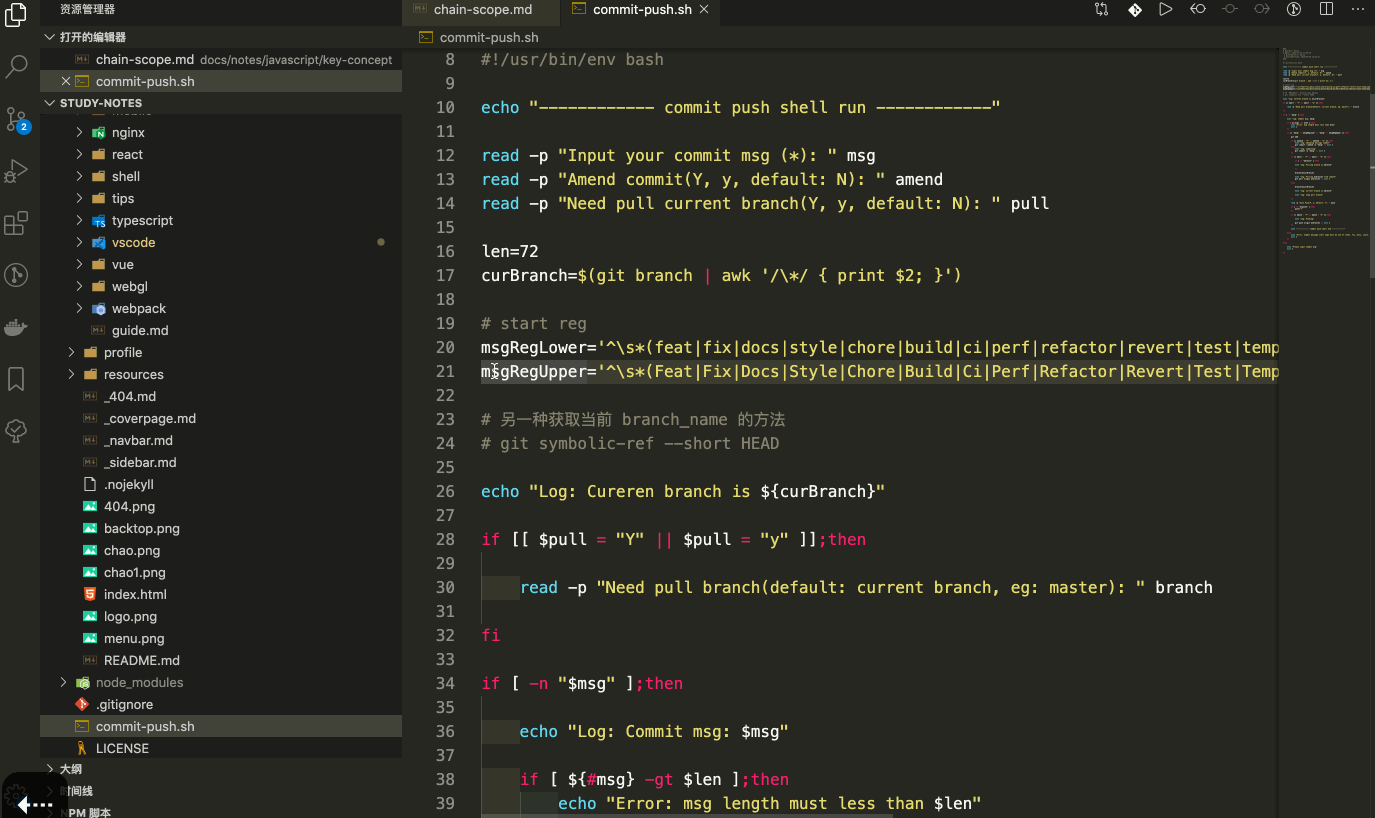 资源管理器
打开的编辑器
chain-scope.md docs/notes/javascript/key-concept
commit-push.sh
STUDY-NOTES
nginx
react
shell
tips
typescript
vscode
vue
webgl
webpack
guide.md
profile
resources
_404.md
_coverpage.md
_navbar.md
_sidebar.md
.nojekyll
404.png
backtop.png
chao.png
chao1.png
index.html
logo.png
menu.png
README.md
node_modules
.gitignore
commit-push.sh
LICENSE
大纲
时间线
NPM 脚本
2
chain-scope.md
commit-push.sh
commit-push.sh
8 #!/usr/bin/env bash
9
10 echo "------------ commit push shell run ------------"
11
12 read -p "Input your commit msg (*): " msg
13 read -p "Amend commit(Y, y, default: N): " amend
14 read -p "Need pull current branch(Y, y, default: N): " pull
15
16 len=72
17 curBranch=$(git branch | awk '/\*/ { print $2; }')
18
19 # start reg
20 msgRegLower='^\s*(feat|fix|docs|style|chore|build|ci|perf|refactor|revert|test|temp
21 msgRegUpper='^\s*(Feat|Fix|Docs|Style|Chore|Build|Ci|Perf|Refactor|Revert|Test|Temp
22
23 # 另一种获取当前 branch_name 的方法
24 # git symbolic-ref --short HEAD
25
26 echo "Log: Cureren branch is ${curBranch}"
27
28 if [[ $pull = "Y" || $pull = "y" ]];then
29
30 read -p "Need pull branch(default: current branch, eg: master): " branch
31
32 fi
33
34 if [ -n "$msg" ];then
35
36 echo "Log: Commit msg: $msg"
37
38 if [ ${#msg} -gt $len ];then
39 echo "Error: msg length must less than $len"